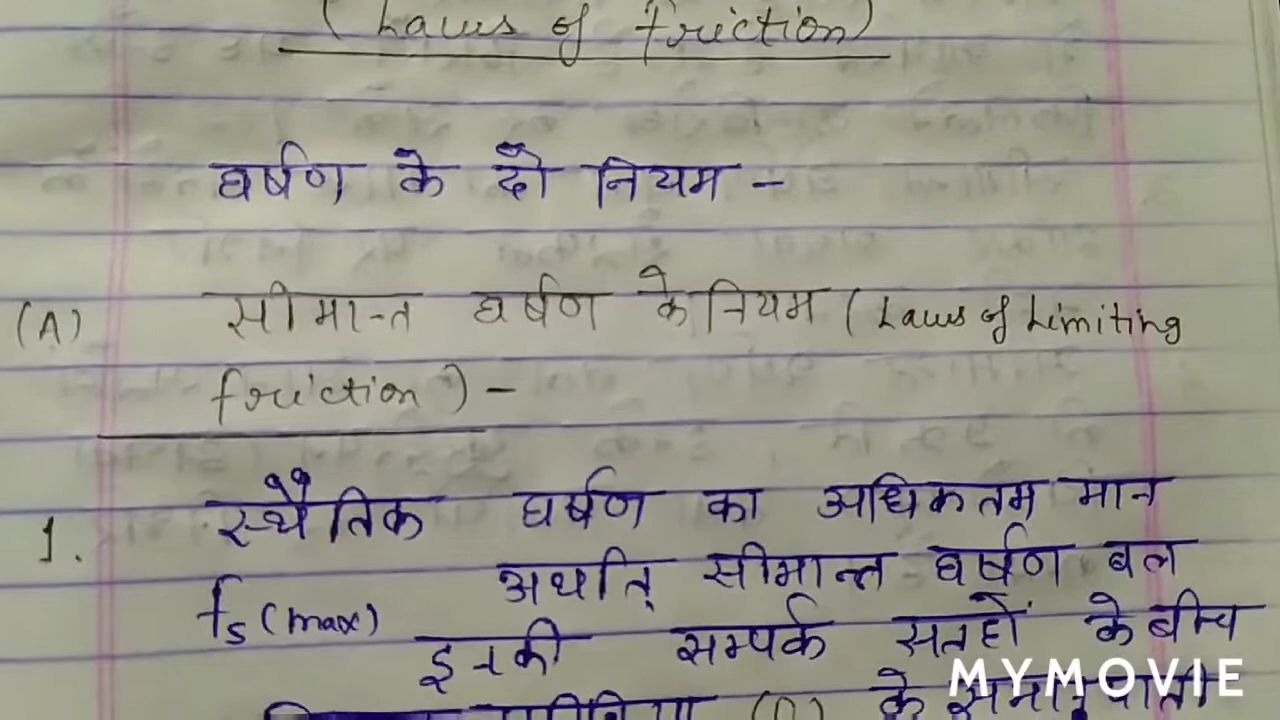 (Laws of friction)
घर्षण के दो नियम -
(A) सीमान्त घर्षण के नियम (Laws of Limiting
friction) -
1. स्थैतिक घर्षण का अधिकतम मान
fs(max) अर्थात् सीमान्त घर्षण बल
इनकी सम्पर्क सतहों के बीच
(R) के समानुपाती
MYMOVIE